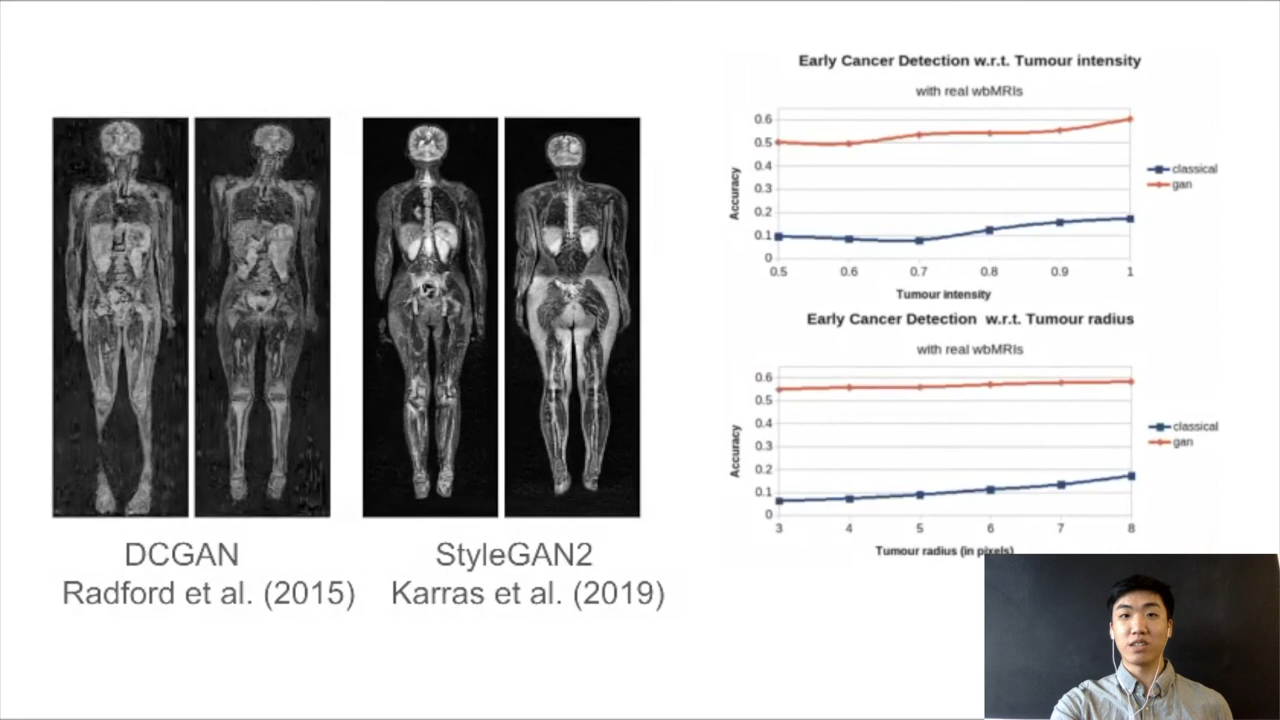 Early Cancer Detection w.r.t. Tumour intensity
with real wbMRIs
Accuracy
0.6
0.5
0.4
0.3
0.2
0.1
0
0.5 0.6 0.7 0.8 0.9 1
Tumour intensity
classical
gan
Early Cancer Detection w.r.t. Tumour radius
with real wbMRIs
Accuracy
0.6
0.5
0.4
0.3
0.2
0.1
0
3 4 5 6 7 8
Tumour radius (in pixels)
classical
gan
DCGAN
Radford et al. (2015)
StyleGAN2
Karras et al. (2019)